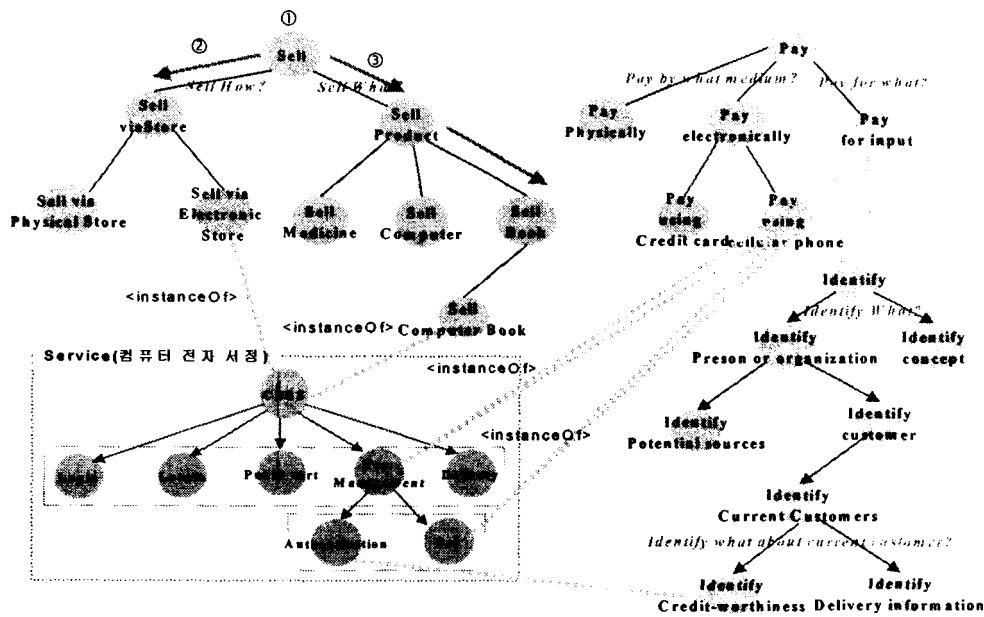 ①
②
③
Sell
Sell How?
Sell What
Sell
viaStore
Sell
Product
Sell via
Physical Store
Sell via
Electronic
Store
Sell
Medicine
Sell
Computer
Sell
Book
Sell
Computer Book
<instanceOf>
<instanceOf>
<instanceOf>
<instanceOf>
Service(컴퓨터 전자 서점)
Management
Delivery
Authentication
Pay
Pay by what medium?
Pay for what?
Pay
Physically
Pay
electronically
Pay
for input
Pay
using
Credit card
Pay
using
cellular phone
Identify
Identify What?
Identify
Preson or organization
Identify
concept
Identify
Potential sources
Identify
customer
Identify
Current Customers
Identify what about current customer?
Identify
Credit-worthiness
Identify
Delivery information